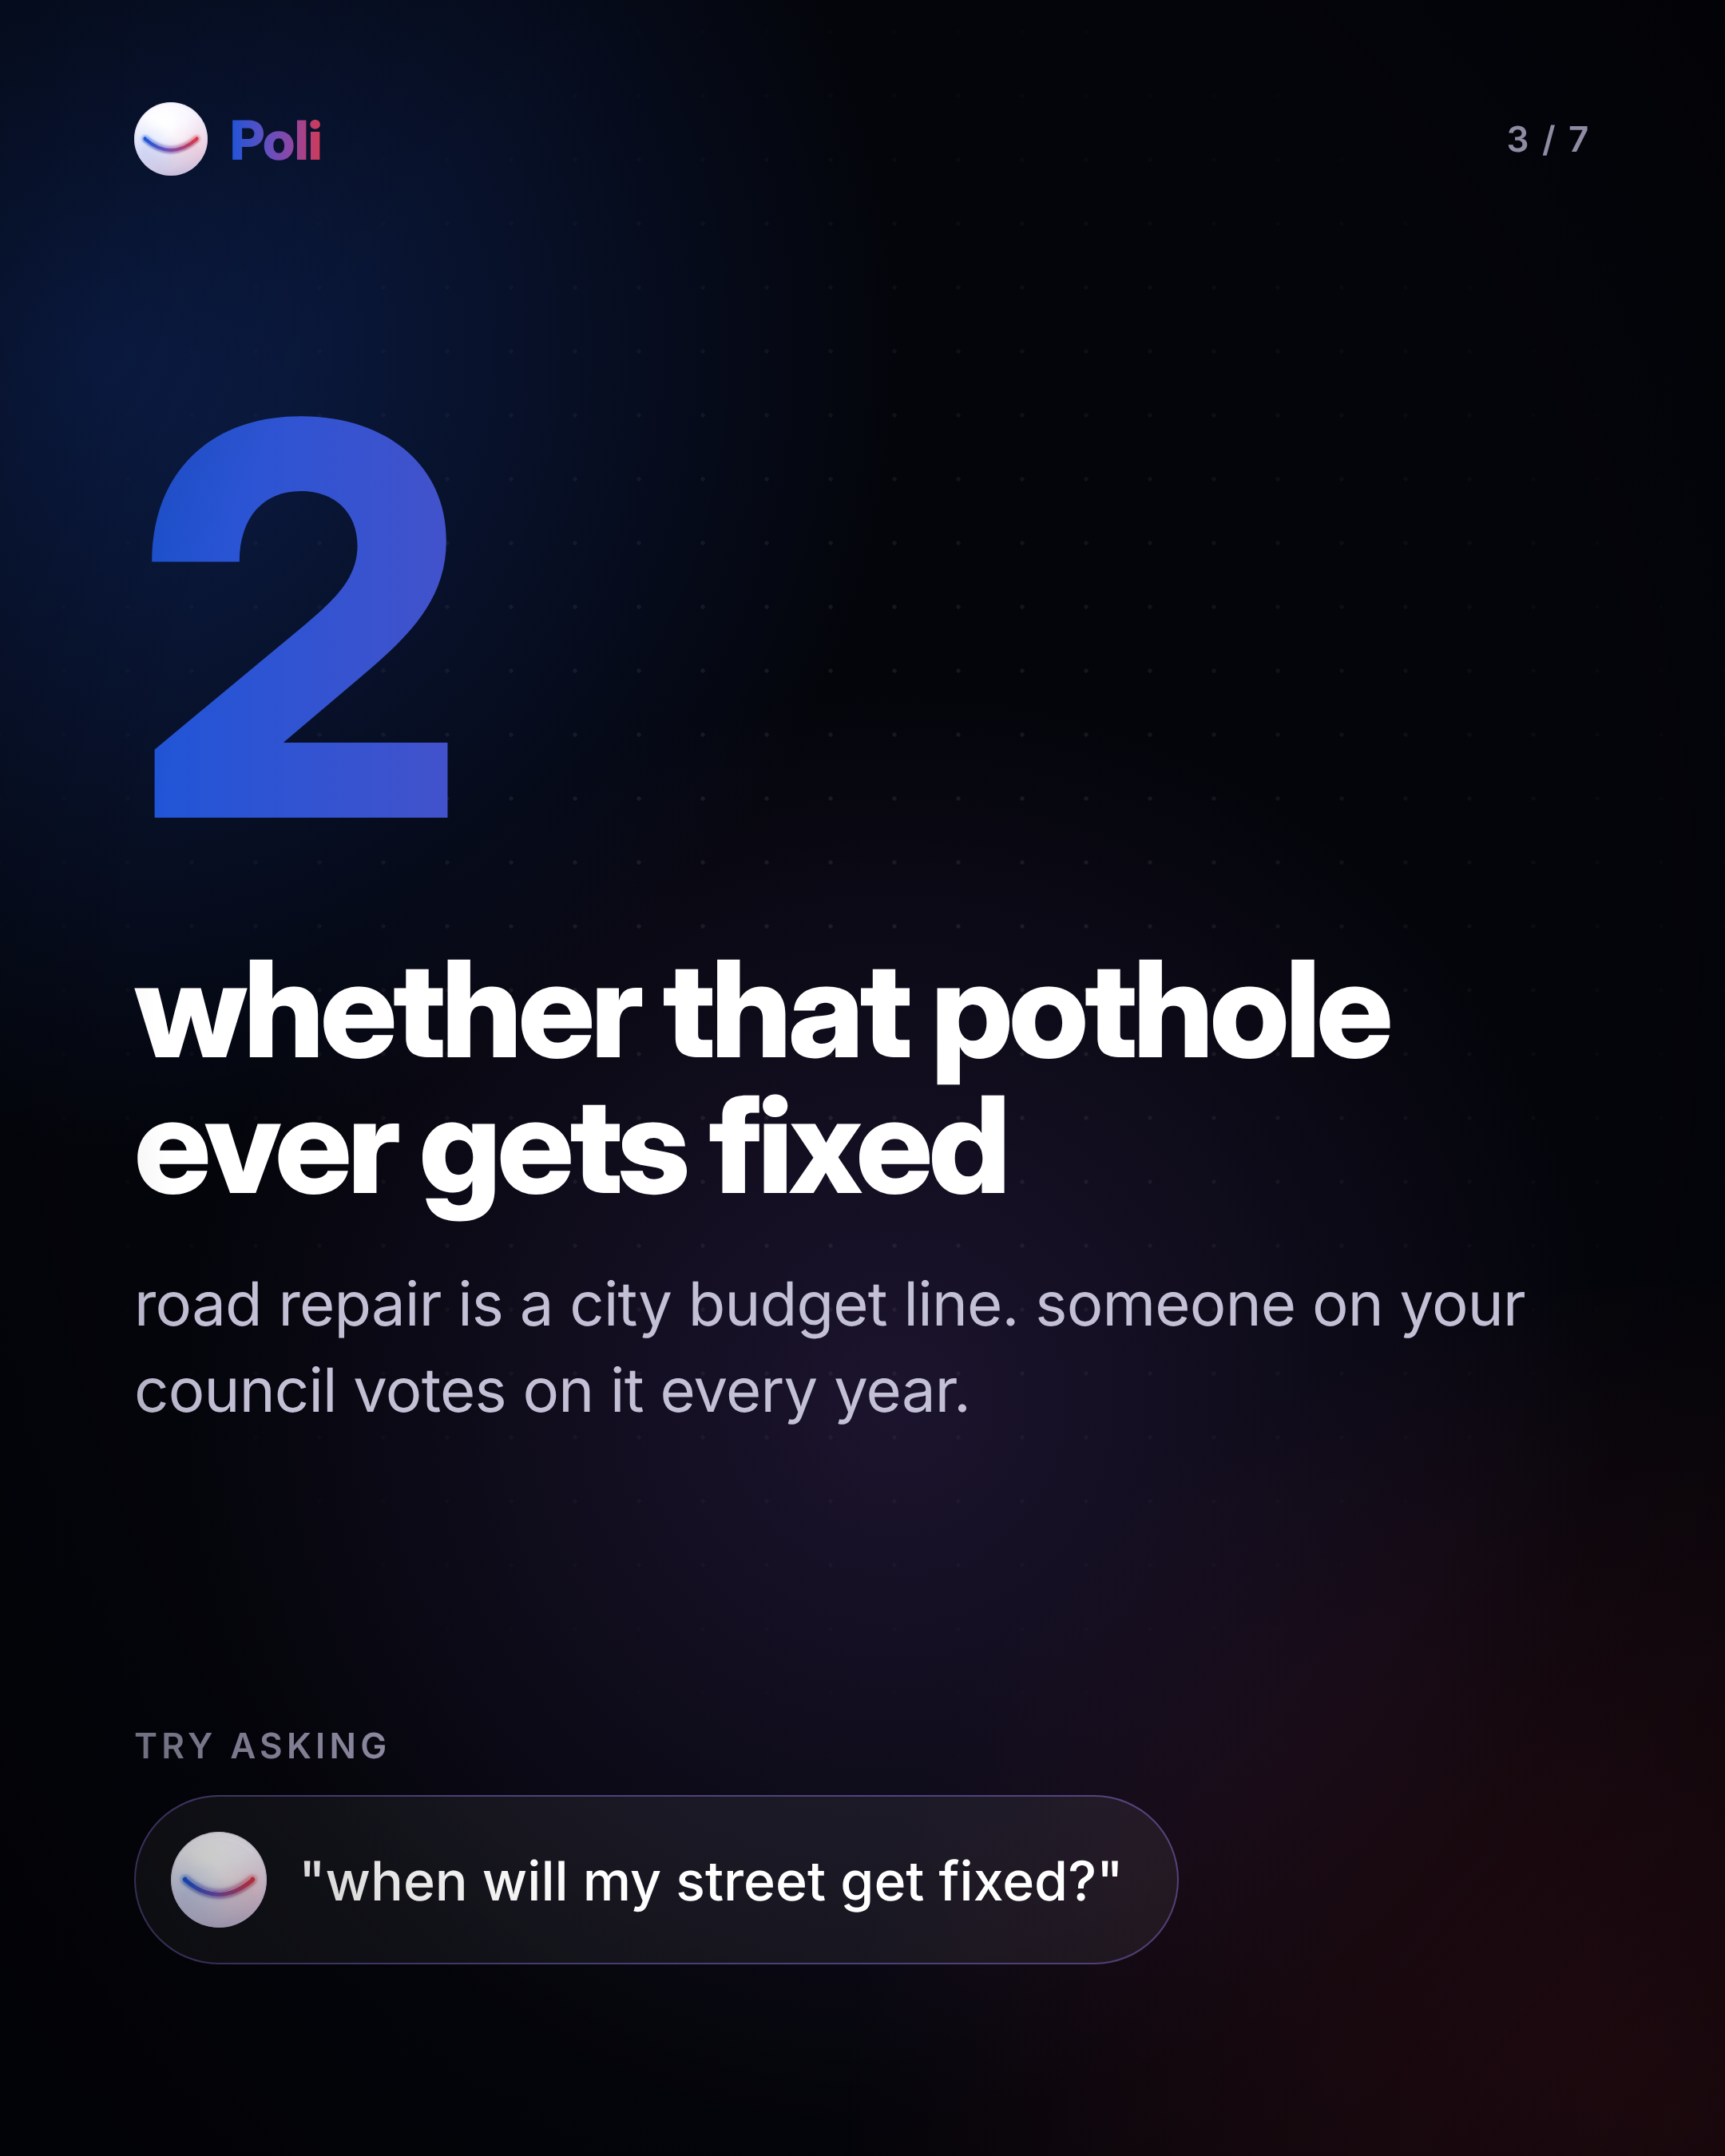 Poli
3 / 7
2
whether that pothole
ever gets fixed
road repair is a city budget line. someone on your
council votes on it every year.
TRY ASKING
"when will my street get fixed?"